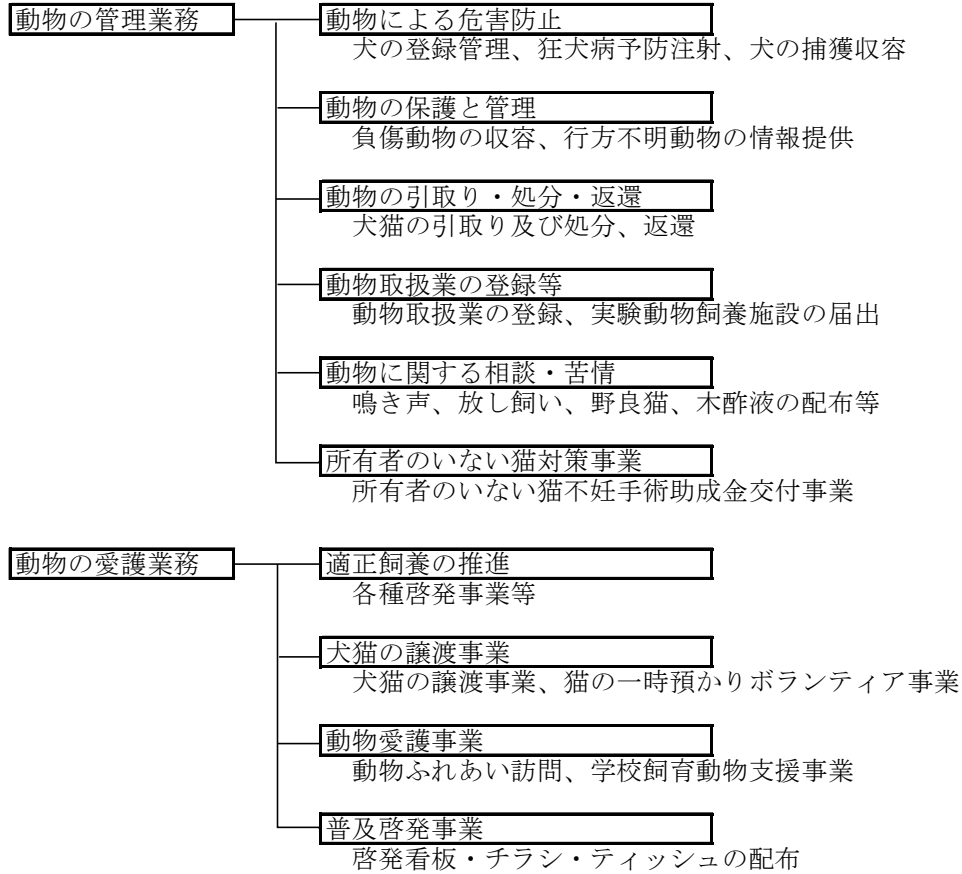 動物の管理業務
動物による危害防止
犬の登録管理、狂犬病予防注射、犬の捕獲収容
動物の保護と管理
負傷動物の収容、行方不明動物の情報提供
動物の引取り・処分・返還
犬猫の引取り及び処分、返還
動物取扱業の登録等
動物取扱業の登録、実験動物飼養施設の届出
動物に関する相談・苦情
鳴き声、放し飼い、野良猫、木酢液の配布等
所有者のいない猫対策事業
所有者のいない猫不妊手術助成金交付事業
動物の愛護業務
適正飼養の推進
各種啓発事業等
犬猫の譲渡事業
犬猫の譲渡事業、猫の一時預かりボランティア事業
動物愛護事業
動物ふれあい訪問、学校飼育動物支援事業
普及啓発事業
啓発看板・チラシ・ティッシュの配布